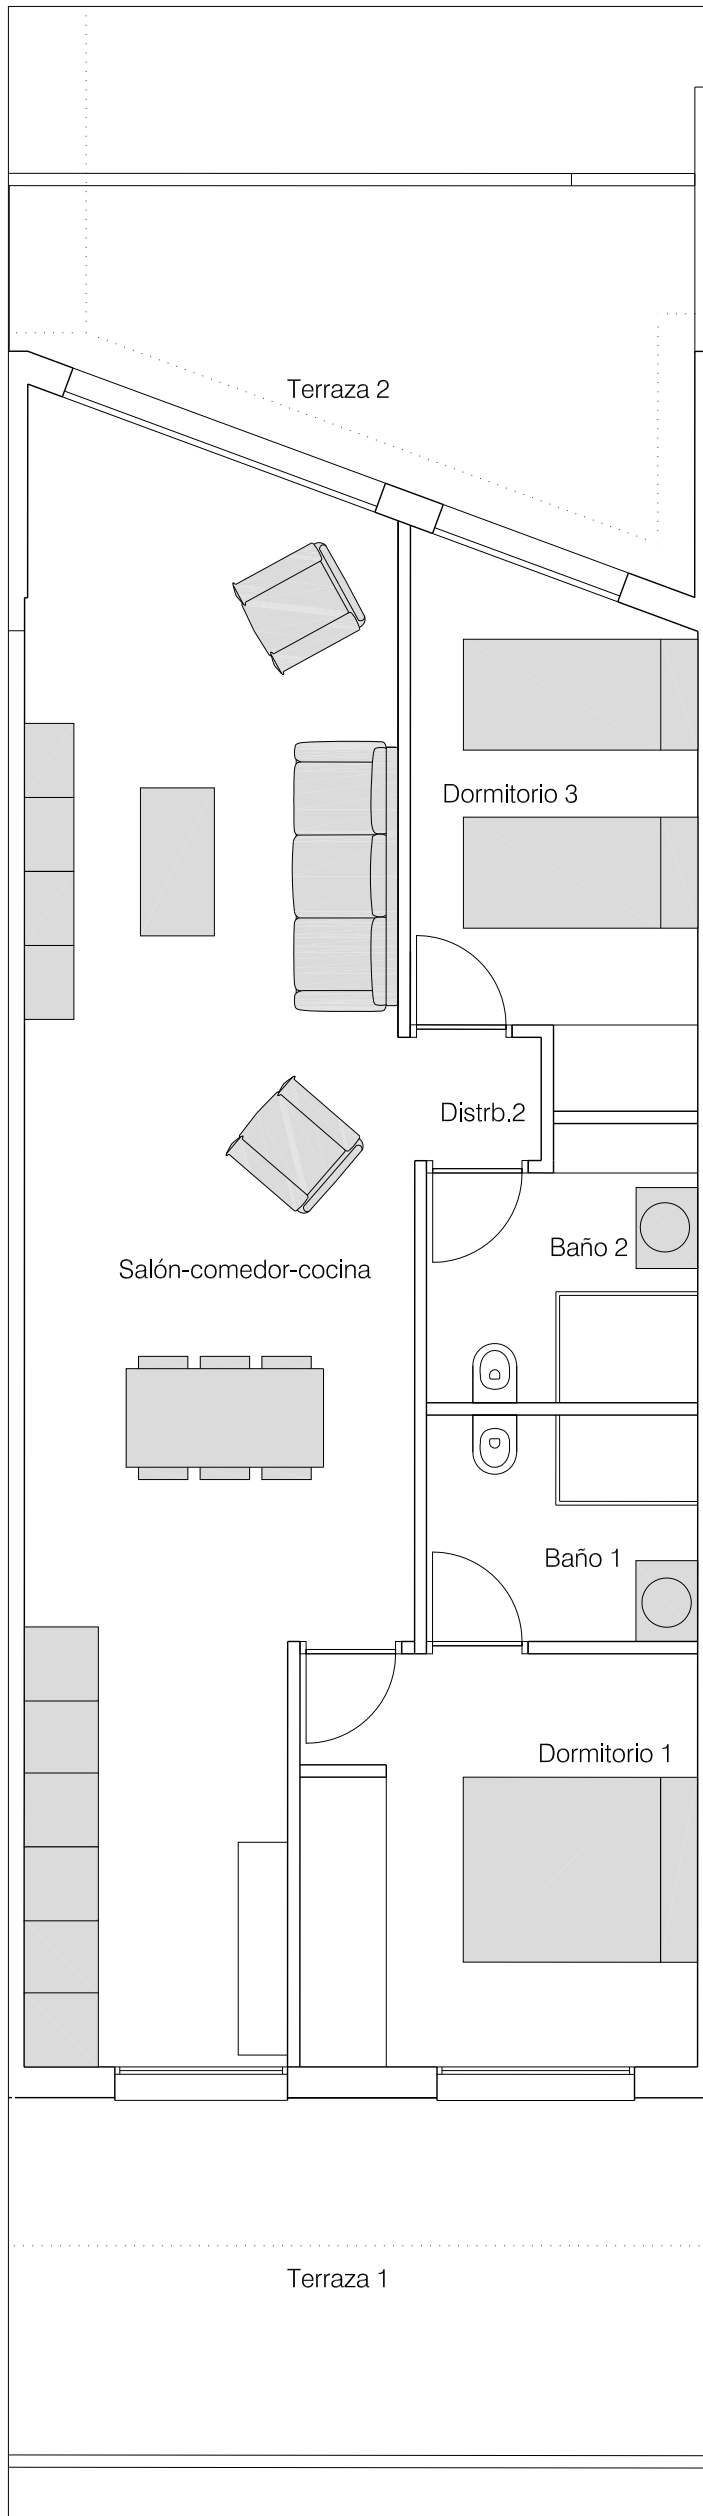 Terraza 2
Dormitorio 3
Distrb.2
Baño 2
Salón-comedor-cocina
Baño 1
Dormitorio 1
Terraza 1